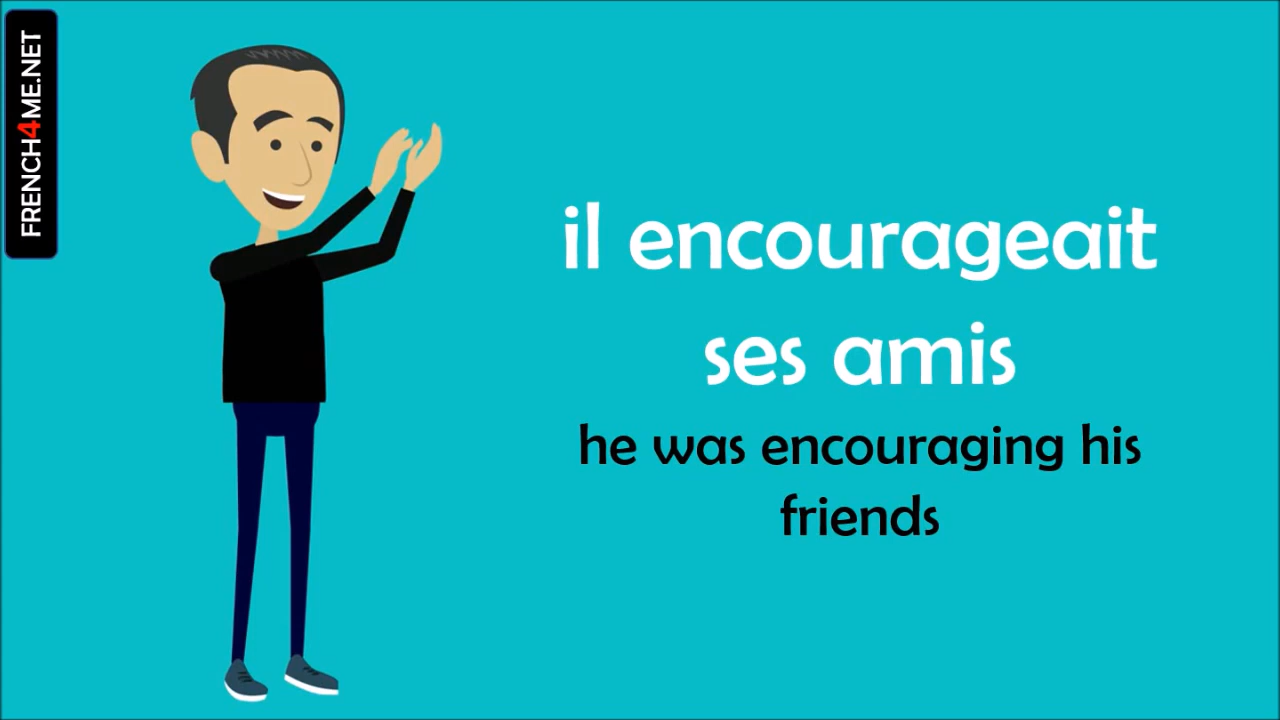 FRENCH4ME.NET
il encourageait
ses amis
he was encouraging his
friends